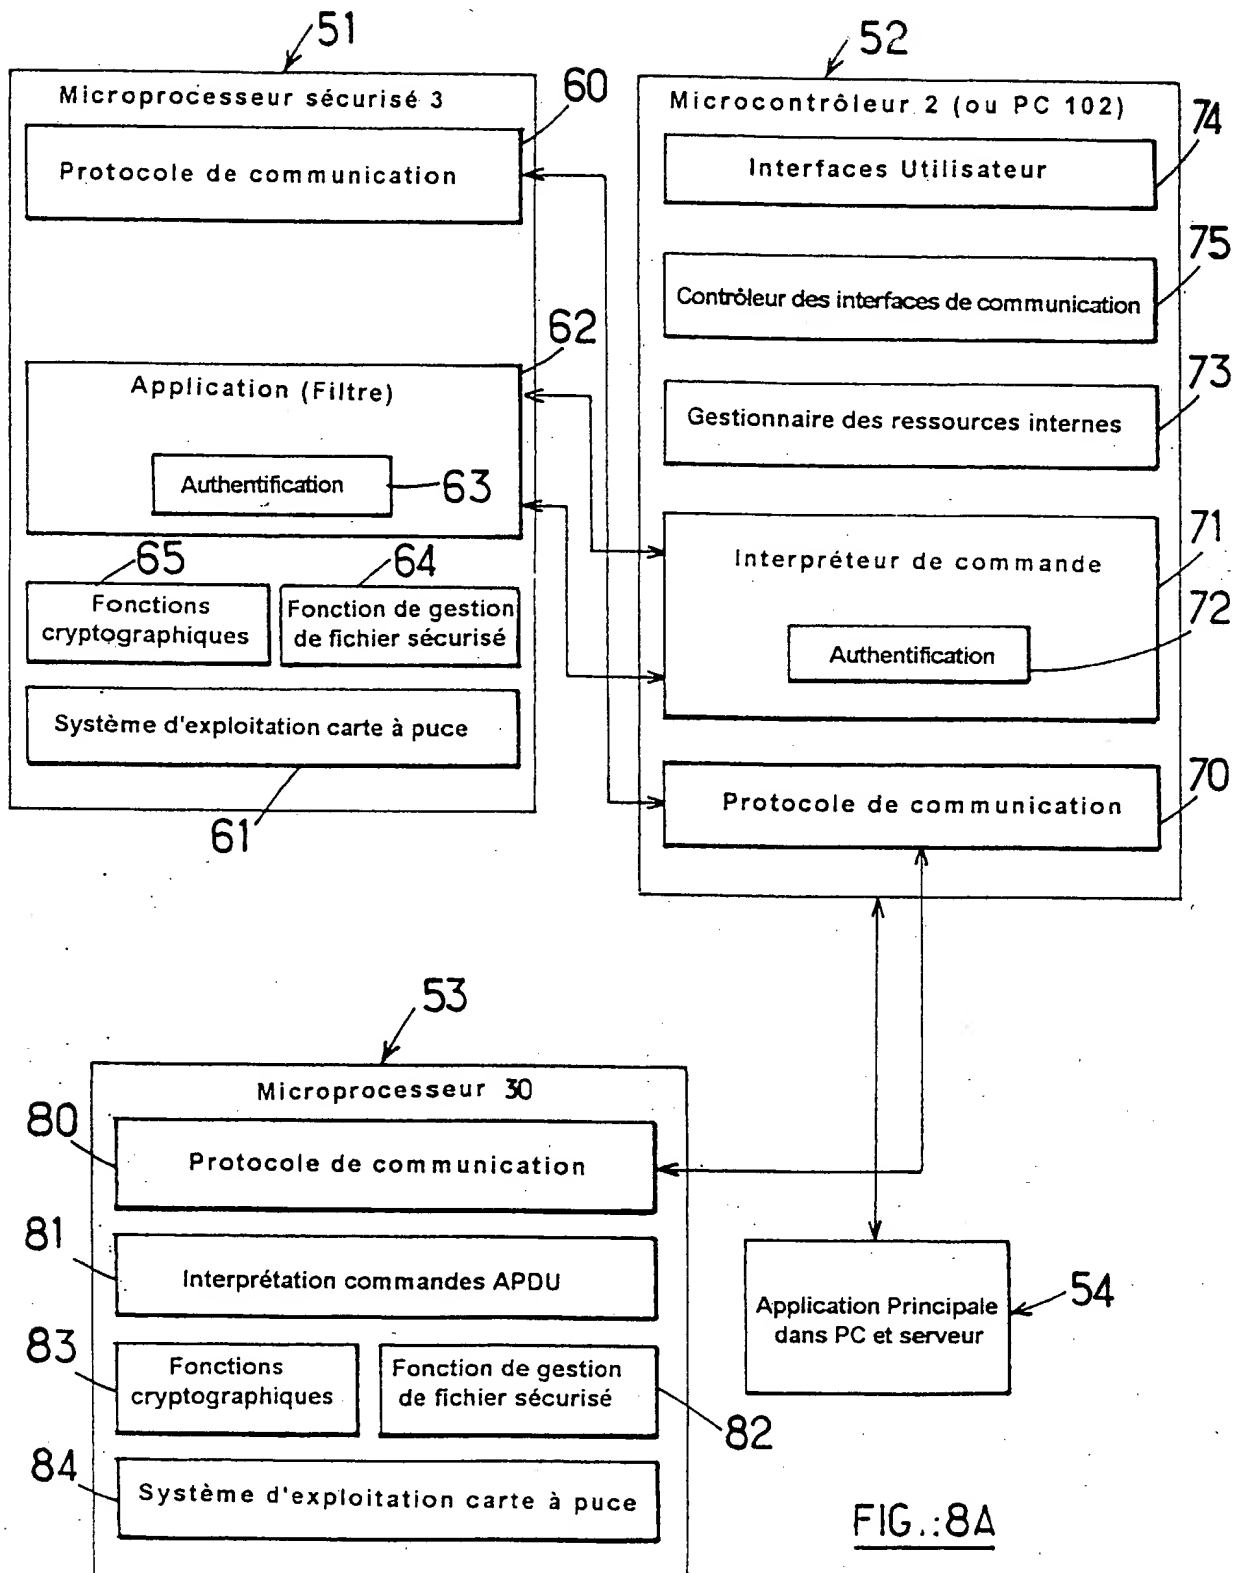 51
Microprocesseur sécurisé 3
60
Protocole de communication
62
Application (Filtre)
Authentification
63
65
64
Fonctions
cryptographiques
Fonction de gestion
de fichier sécurisé
Système d'exploitation carte à puce
61
52
Microcontrôleur 2 (ou PC 102)
74
Interfaces Utilisateur
75
Contrôleur des interfaces de communication
73
Gestionnaire des ressources internes
71
Interpréteur de commande
72
Authentification
70
Protocole de communication
53
Microprocesseur 30
80
Protocole de communication
81
Interprétation commandes APDU
83
Fonctions
cryptographiques
Fonction de gestion
de fichier sécurisé
82
84
Système d'exploitation carte à puce
54
Application Principale
dans PC et serveur
FIG.:8A